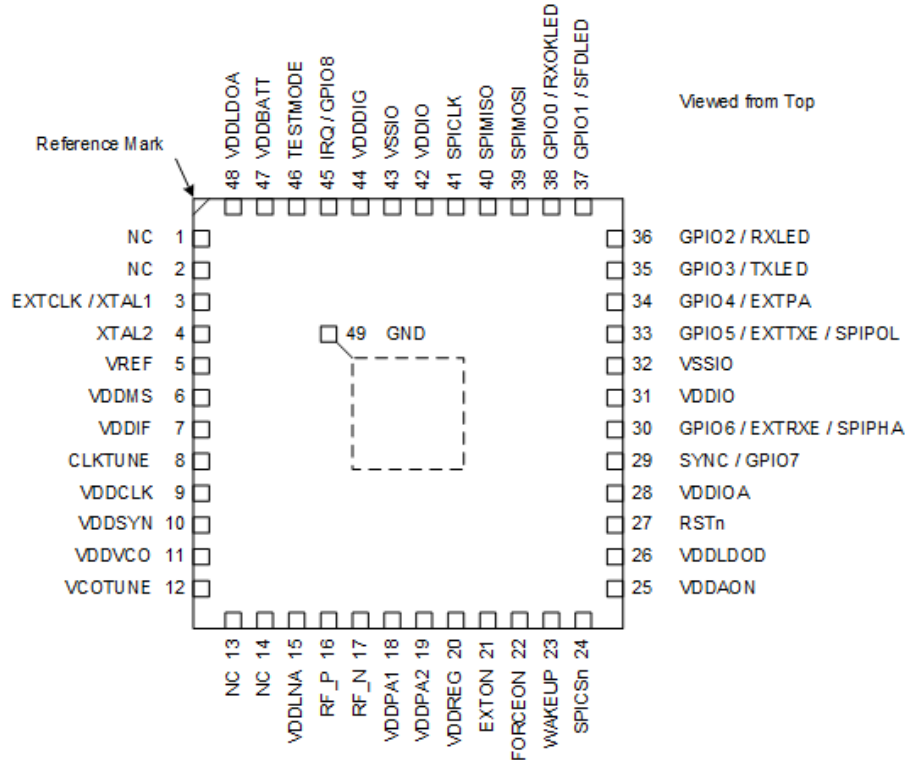 Viewed from Top
Reference Mark
48 VDDLDOA
47 VDDBATT
46 TESTMODE
45 IRQ / GPIO8
44 VDDDIG
43 VSSIO
42 VDDIO
41 SPICLK
40 SPIMISO
39 SPIMOSI
38 GPIO0 / RXOKLED
37 GPIO1 / SFDLED
NC 1
NC 2
EXTCLK / XTAL1 3
XTAL2 4
VREF 5
VDDMS 6
VDDIF 7
CLKTUNE 8
VDDCLK 9
VDDSYN 10
VDDVCO 11
VCOTUNE 12
49 GND
36 GPIO2 / RXLED
35 GPIO3 / TXLED
34 GPIO4 / EXTPA
33 GPIO5 / EXTTXE / SPIPOL
32 VSSIO
31 VDDIO
30 GPIO6 / EXTRXE / SPIPHA
29 SYNC / GPIO7
28 VDDIOA
27 RSTn
26 VDDLDOD
25 VDDAON
NC 13
NC 14
VDDLNA 15
RF_P 16
RF_N 17
VDDPA1 18
VDDPA2 19
VDDREG 20
EXTON 21
FORCEON 22
WAKEUP 23
SPICSn 24